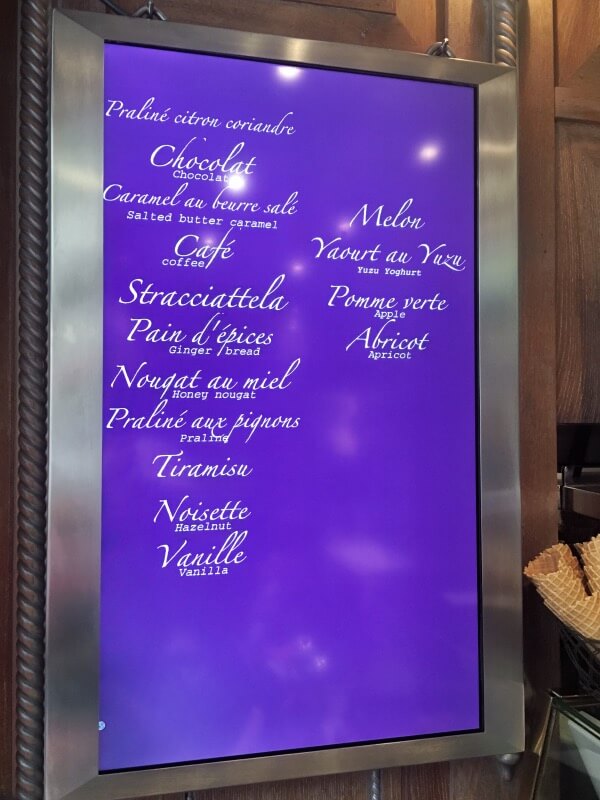 Praliné citron coriandre
Chocolat
Chocolat
Caramel au beurre salé
Salted butter caramel
Café
coffee
Stracciattela
Pain d'épices
Ginger bread
Nougat au miel
Honey nougat
Praliné aux pignons
Praline
Tiramisu
Noisette
Hazelnut
Vanille
Vanilla
Melon
Yaourt au Yuzu
Yuzu Yoghurt
Pomme verte
Apple
Abricot
Apricot